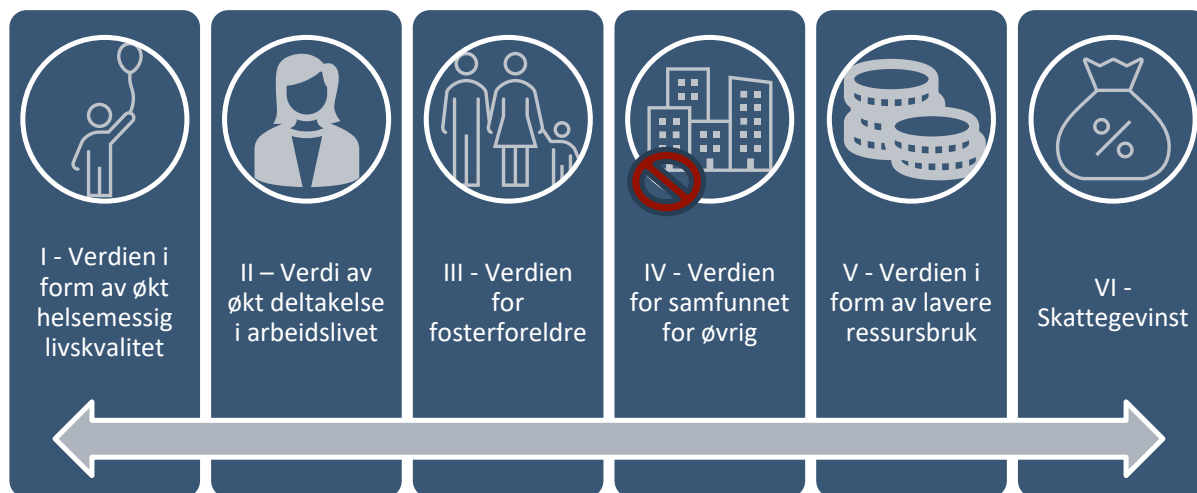 I - Verdien i
form av økt
helsemessig
livskvalitet
II – Verdi av
økt deltakelse
i arbeidslivet
III - Verdien
for
fosterforeldre
IV - Verdien
for samfunnet
for øvrig
V - Verdien i
form av lavere
ressursbruk
VI -
Skattegevinst
%